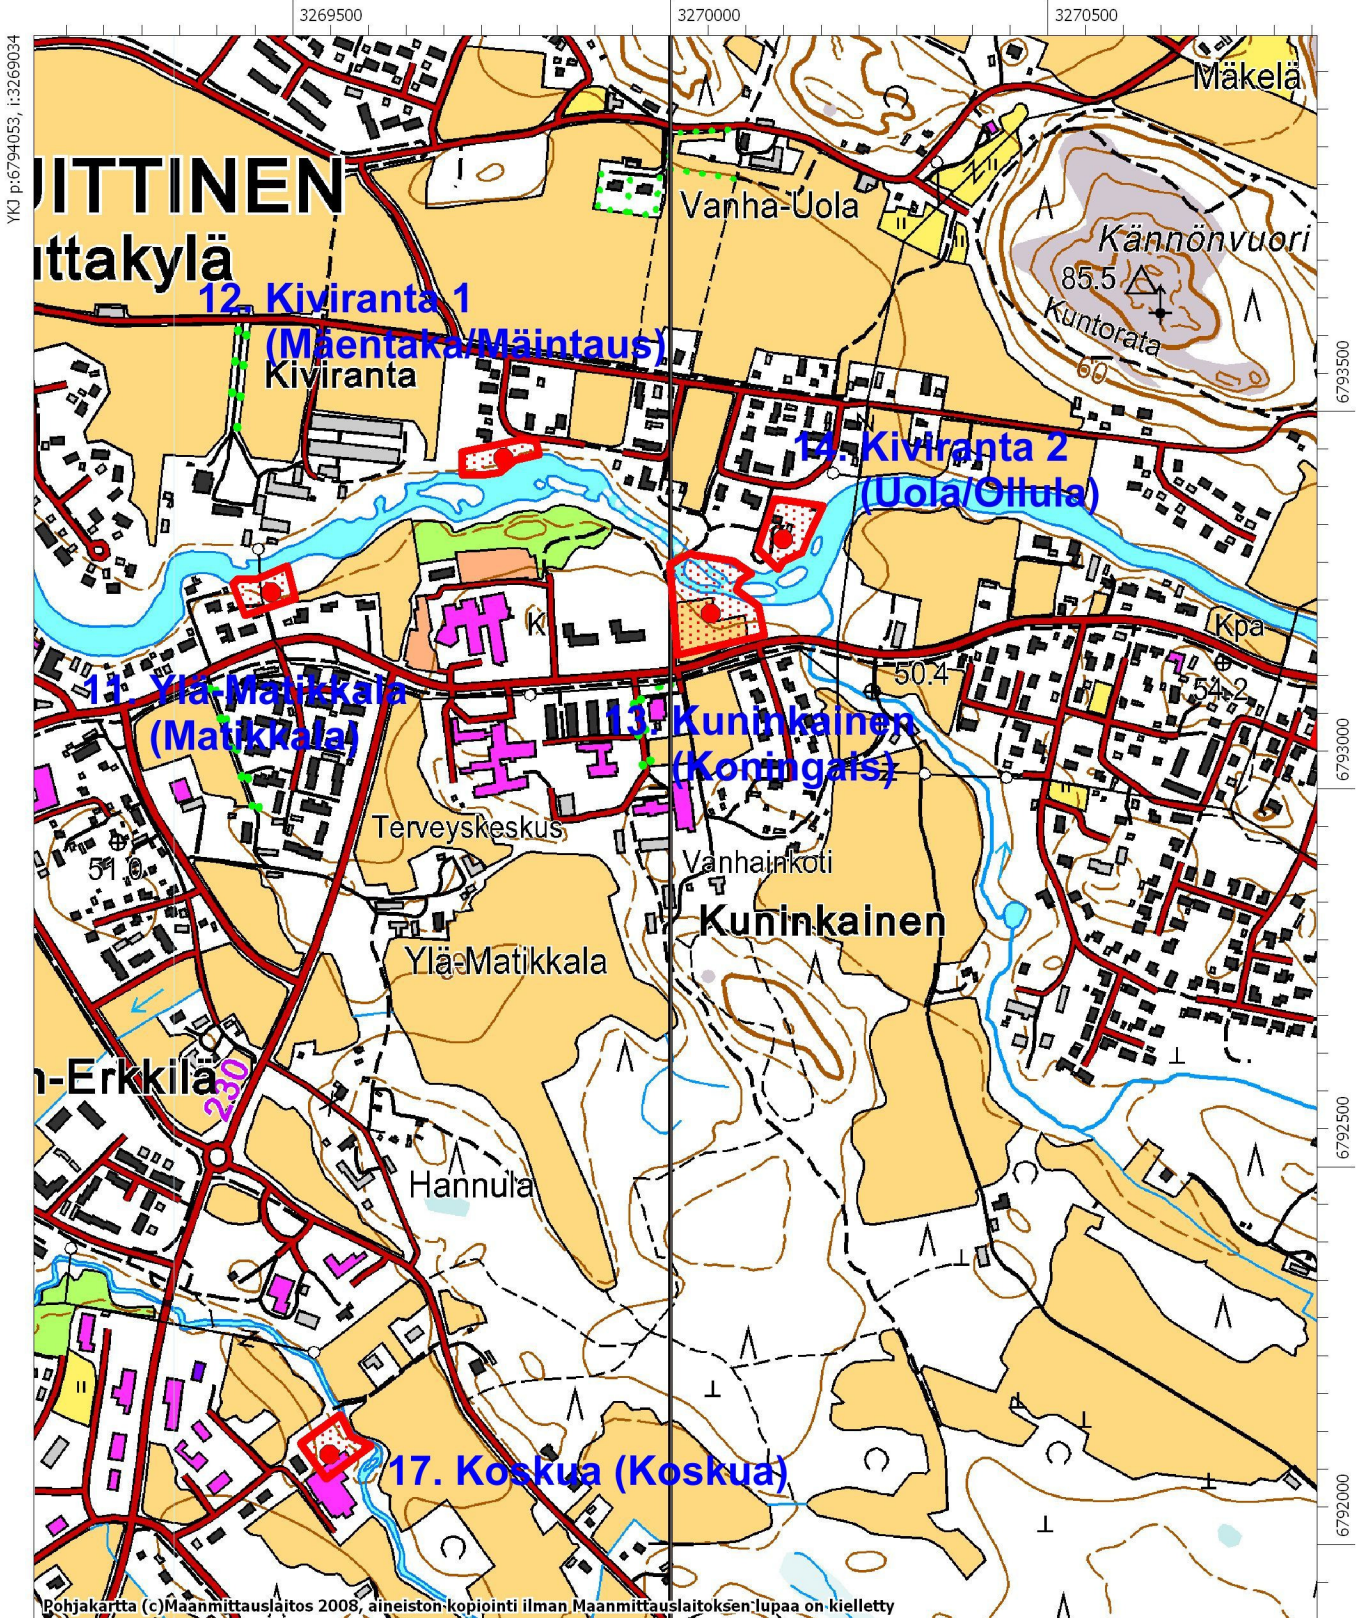 3269500
3270000
3270500
YKJ p:6794053, i:3269034
Mäkelä
UITTINEN
Vanha-Uola
uttakylä
Kännönvuori
85.5
Kuntorata
60
12. Kiviranta 1
(Mäentaka/Mäintaus)
Kiviranta
6793500
14. Kiviranta 2
(Uola/Ollula)
K
Kpa
50.4
54.2
11. Ylä-Matikkala
(Matikkala)
13. Kuninkainen
(Koningais)
6793000
Terveyskeskus
Vanhainkoti
51.0
Kuninkainen
Ylä-Matikkala
n-Erkkilä
230
6792500
Hannula
17. Koskua (Koskua)
6792000
Pohjakartta (c)Maanmittauslaitos 2008, aineiston kopiointi ilman Maanmittauslaitoksen lupaa on kielletty